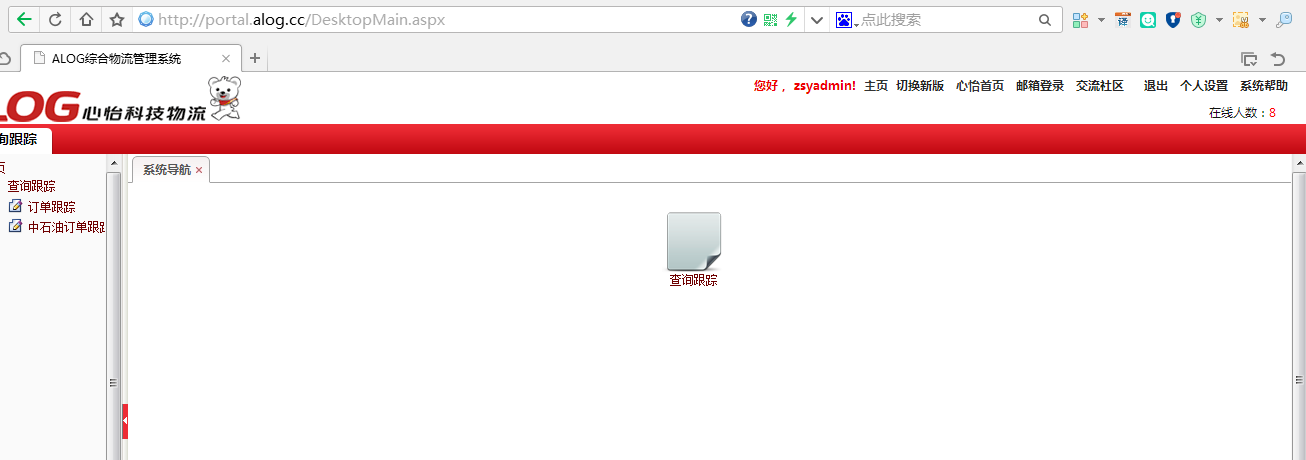 http://portal.alog.cc/DesktopMain.aspx
点此搜索
译
ALOG综合物流管理系统
LOG 心怡科技物流
您好， zsyadmin! 主页 切换新版 心怡首页 邮箱登录 交流社区 退出 个人设置 系统帮助
在线人数：8
询跟踪
页
系统导航
查询跟踪
订单跟踪
中石油订单跟踪
查询跟踪